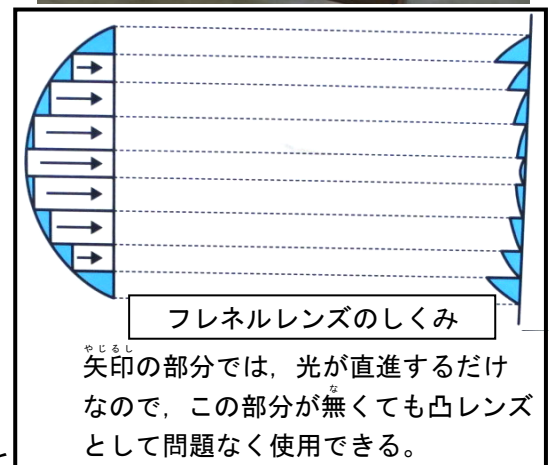 フレネルレンズのしくみ
矢印の部分では，光が直進するだけ
なので，この部分が無くても凸レンズ
として問題なく使用できる。